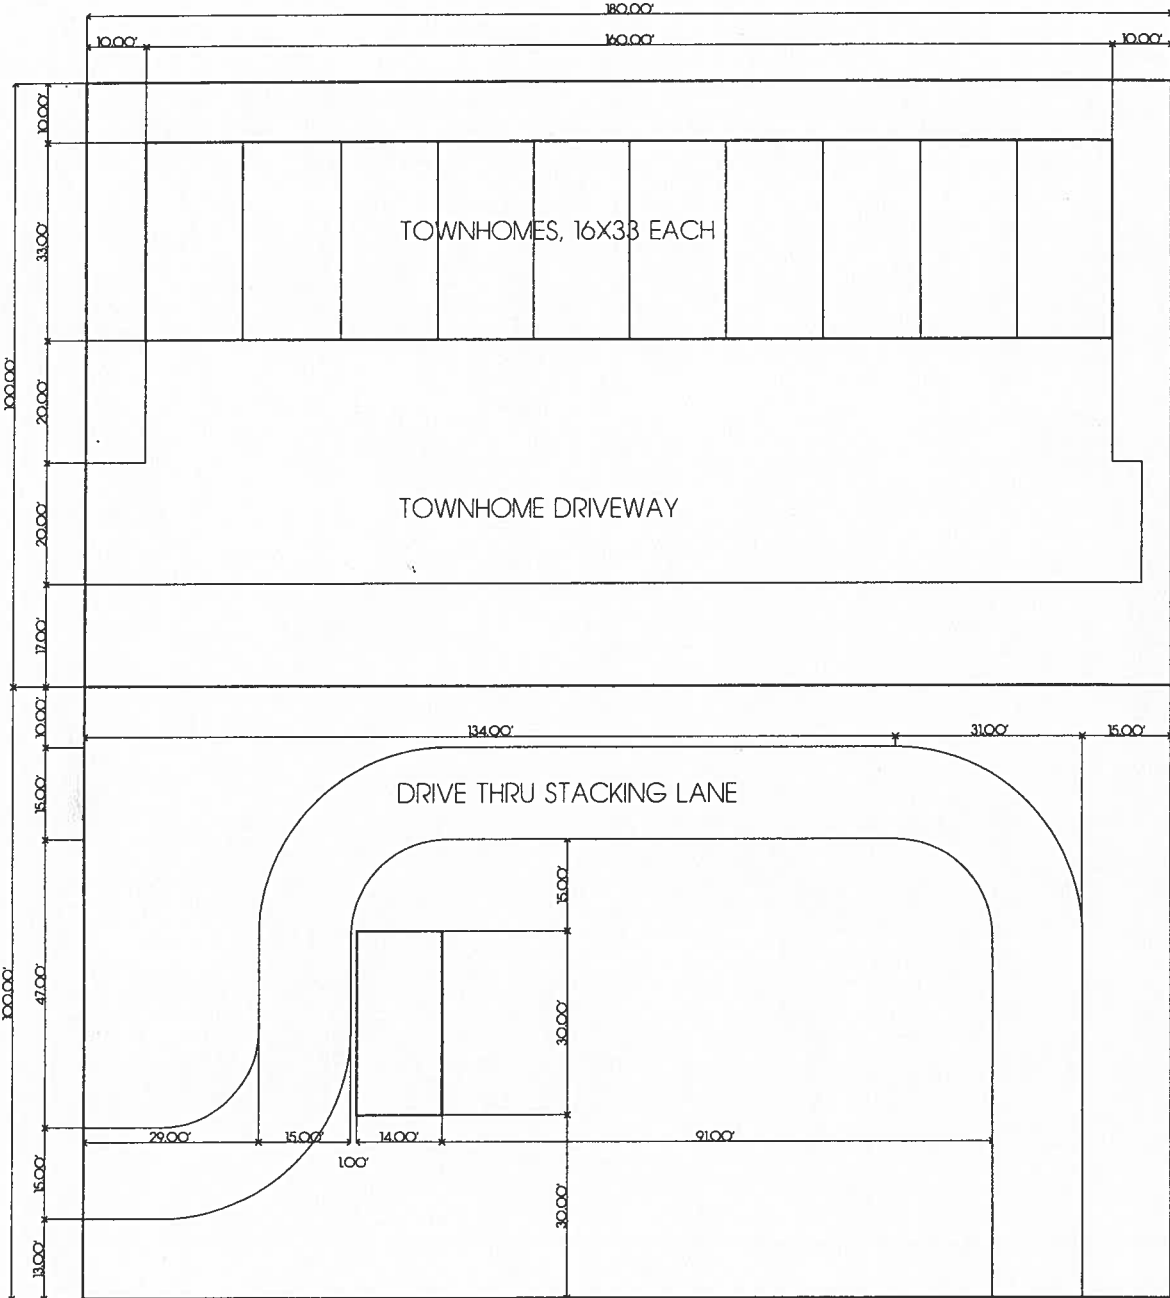 180.00'
10.00' 160.00' 10.00'
10.00'
TOWNHOMES, 16X33 EACH
33.00'
100.00'
20.00'
TOWNHOME DRIVEWAY
20.00'
17.00'
10.00'
134.00' 31.00' 15.00'
DRIVE THRU STACKING LANE
15.00'
15.00'
47.00'
100.00'
30.00'
29.00' 15.00' 14.00' 91.00'
1.00'
15.00'
30.00'
13.00'